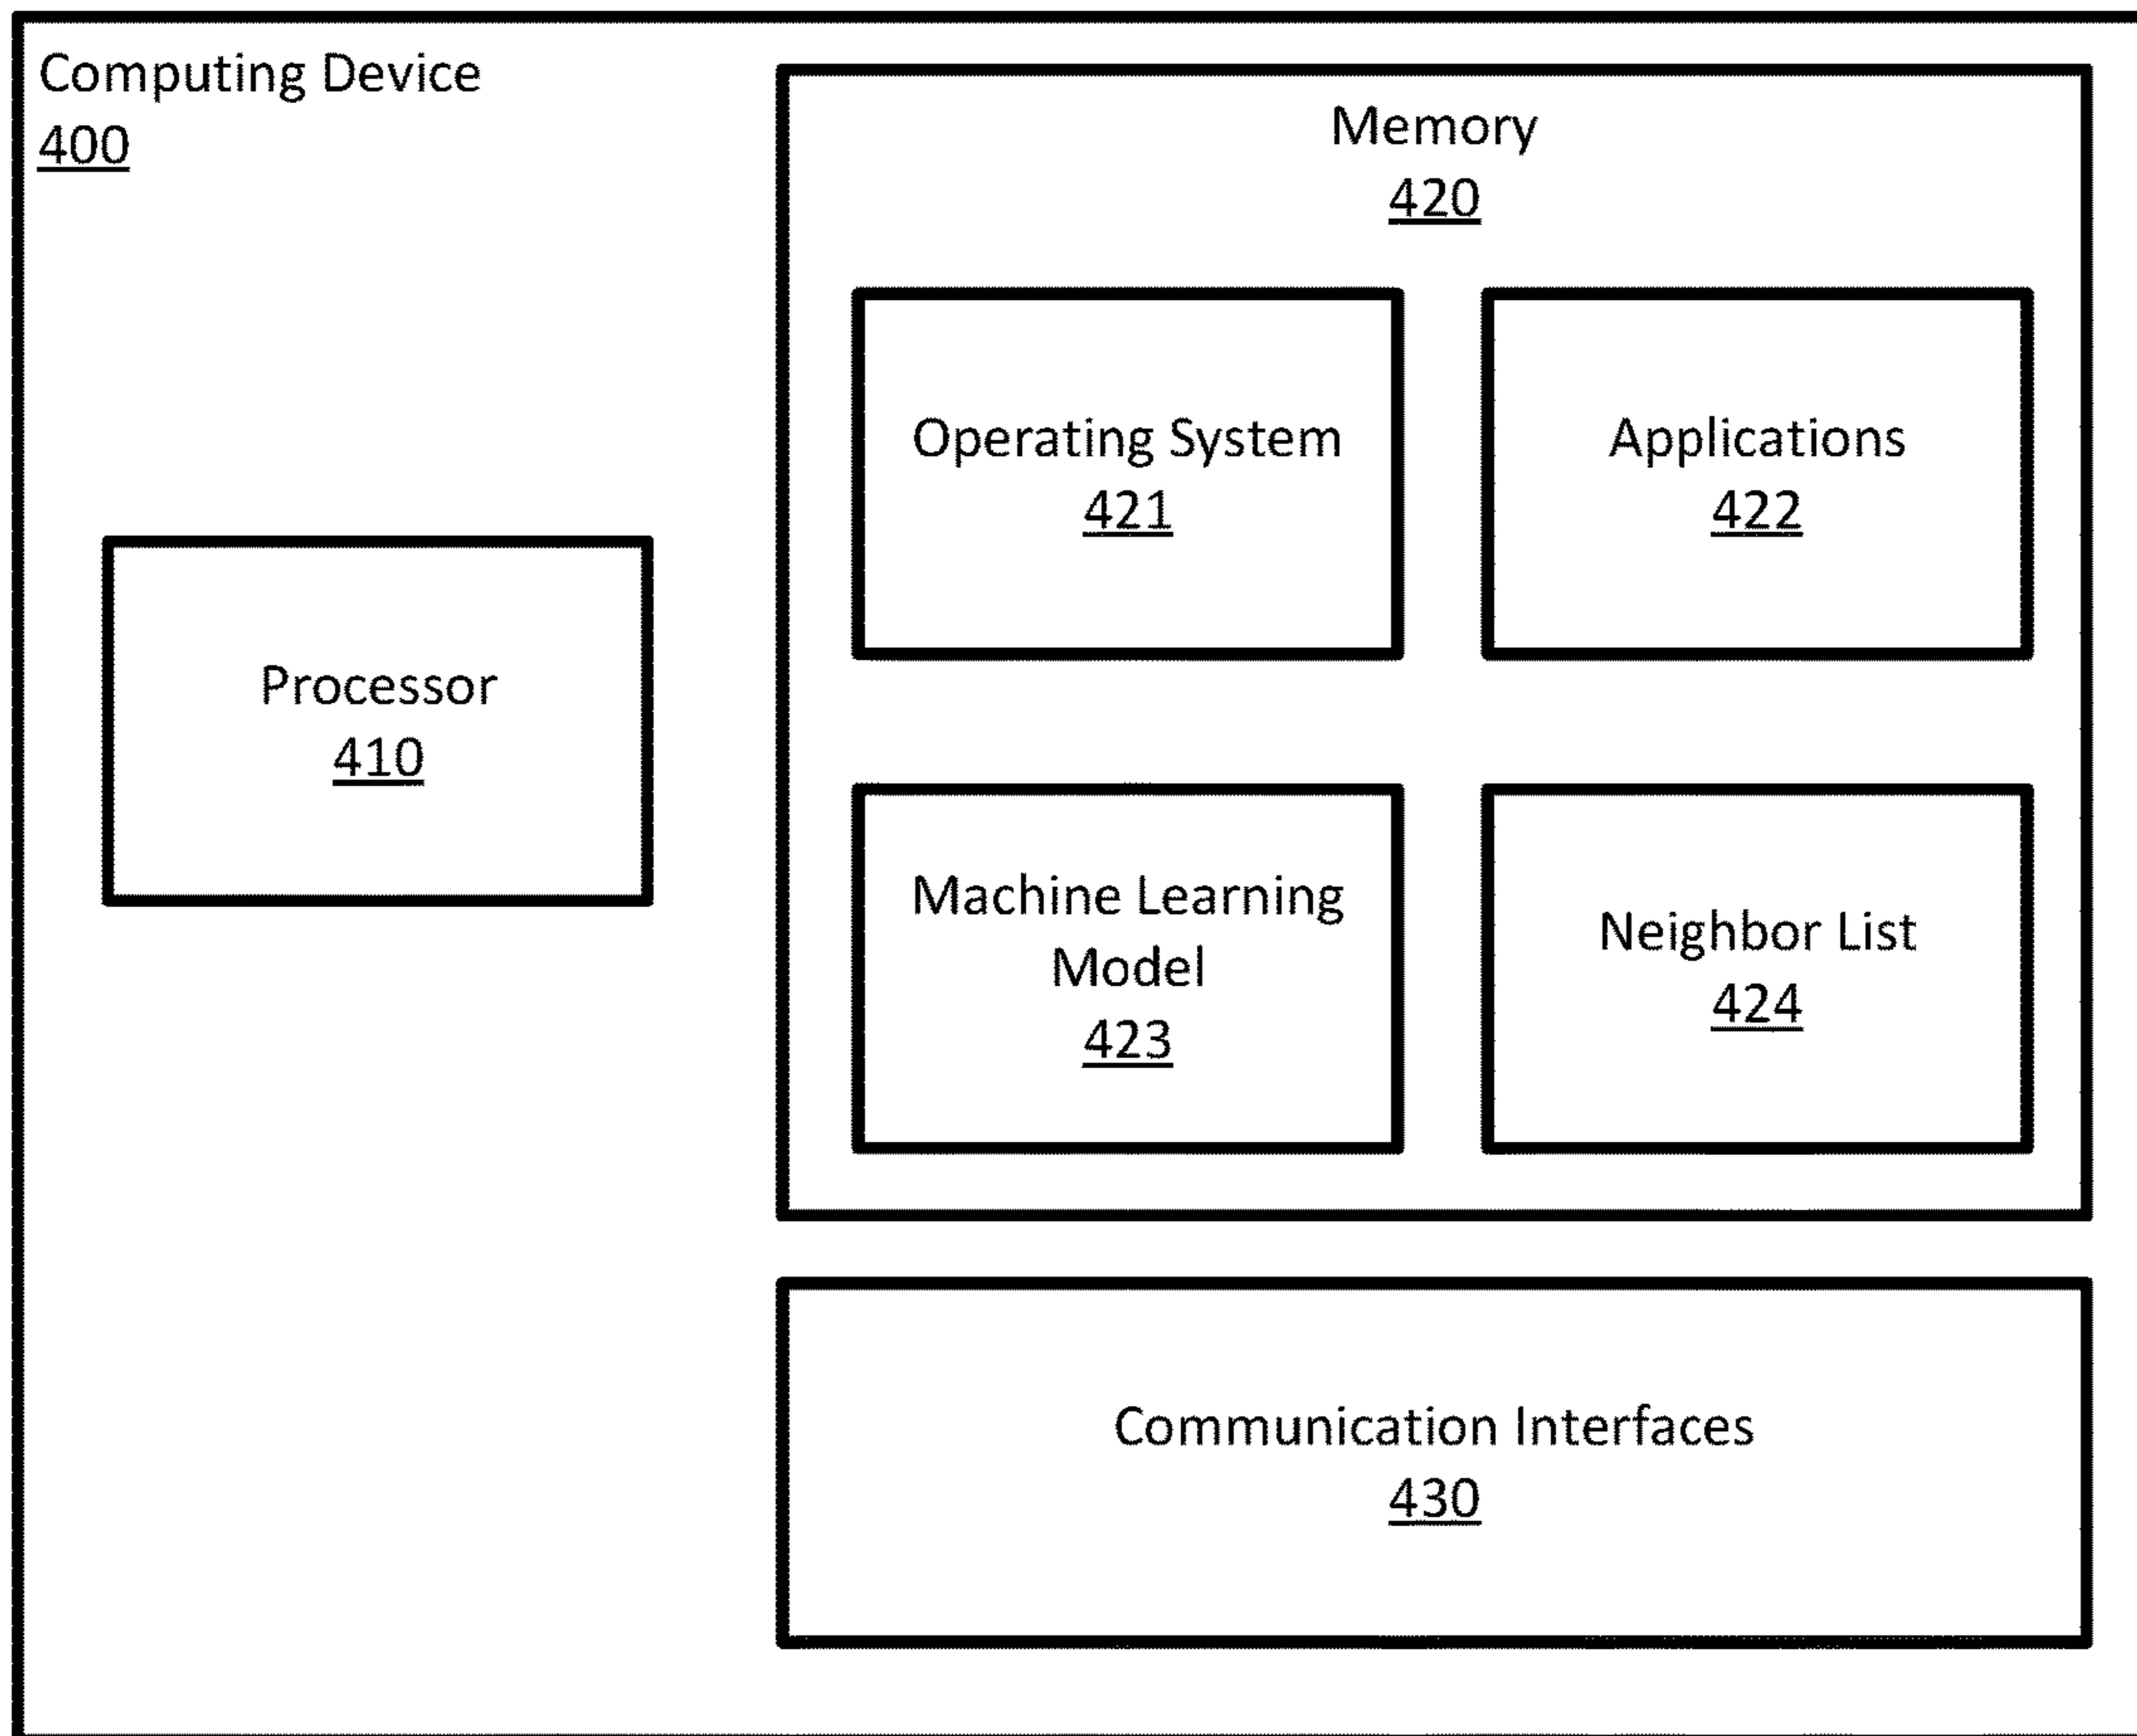 Computing Device
400
Memory
420
Operating System
421
Applications
422
Processor
410
Machine Learning
Model
423
Neighbor List
424
Communication Interfaces
430